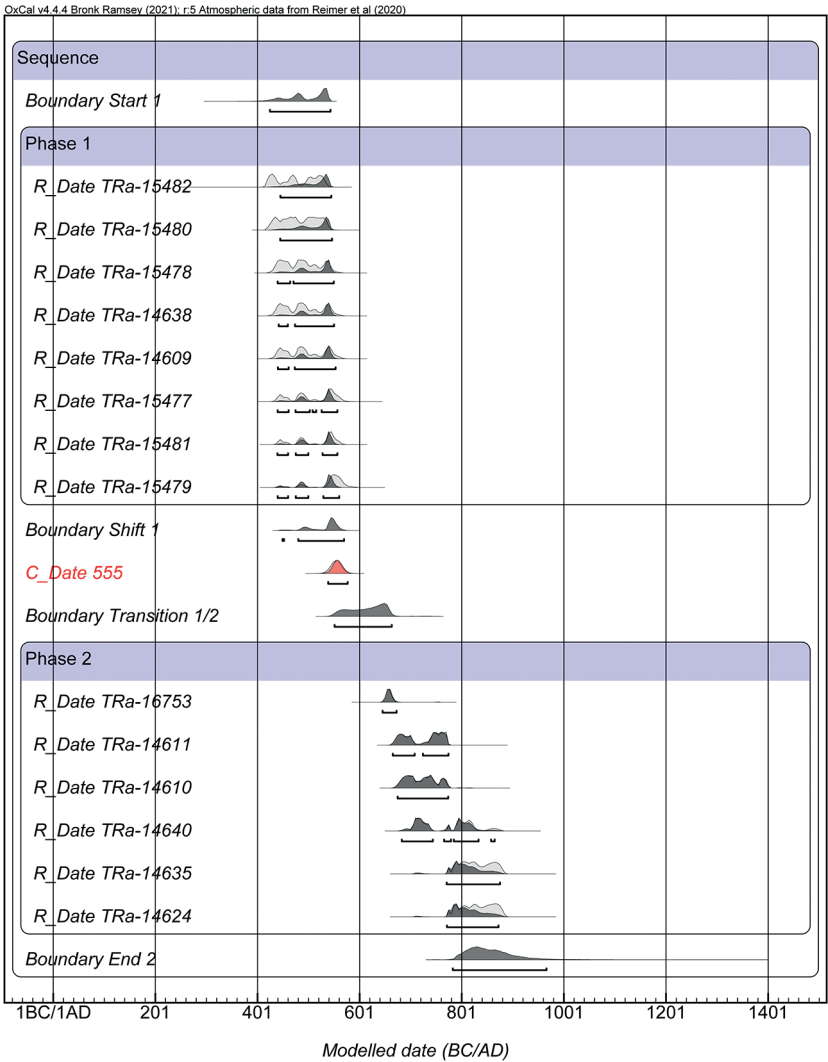 OxCal v4.4.4 Bronk Ramsey (2021); r:5 Atmospheric data from Reimer et al (2020)
Sequence
Boundary Start 1
Phase 1
R_Date TRa-15482
R_Date TRa-15480
R_Date TRa-15478
R_Date TRa-14638
R_Date TRa-14609
R_Date TRa-15477
R_Date TRa-15481
R_Date TRa-15479
Boundary Shift 1
C_Date 555
Boundary Transition 1/2
Phase 2
R_Date TRa-16753
R_Date TRa-14611
R_Date TRa-14610
R_Date TRa-14640
R_Date TRa-14635
R_Date TRa-14624
Boundary End 2
1BC/1AD 201 401 601 801 1001 1201 1401
Modelled date (BC/AD)